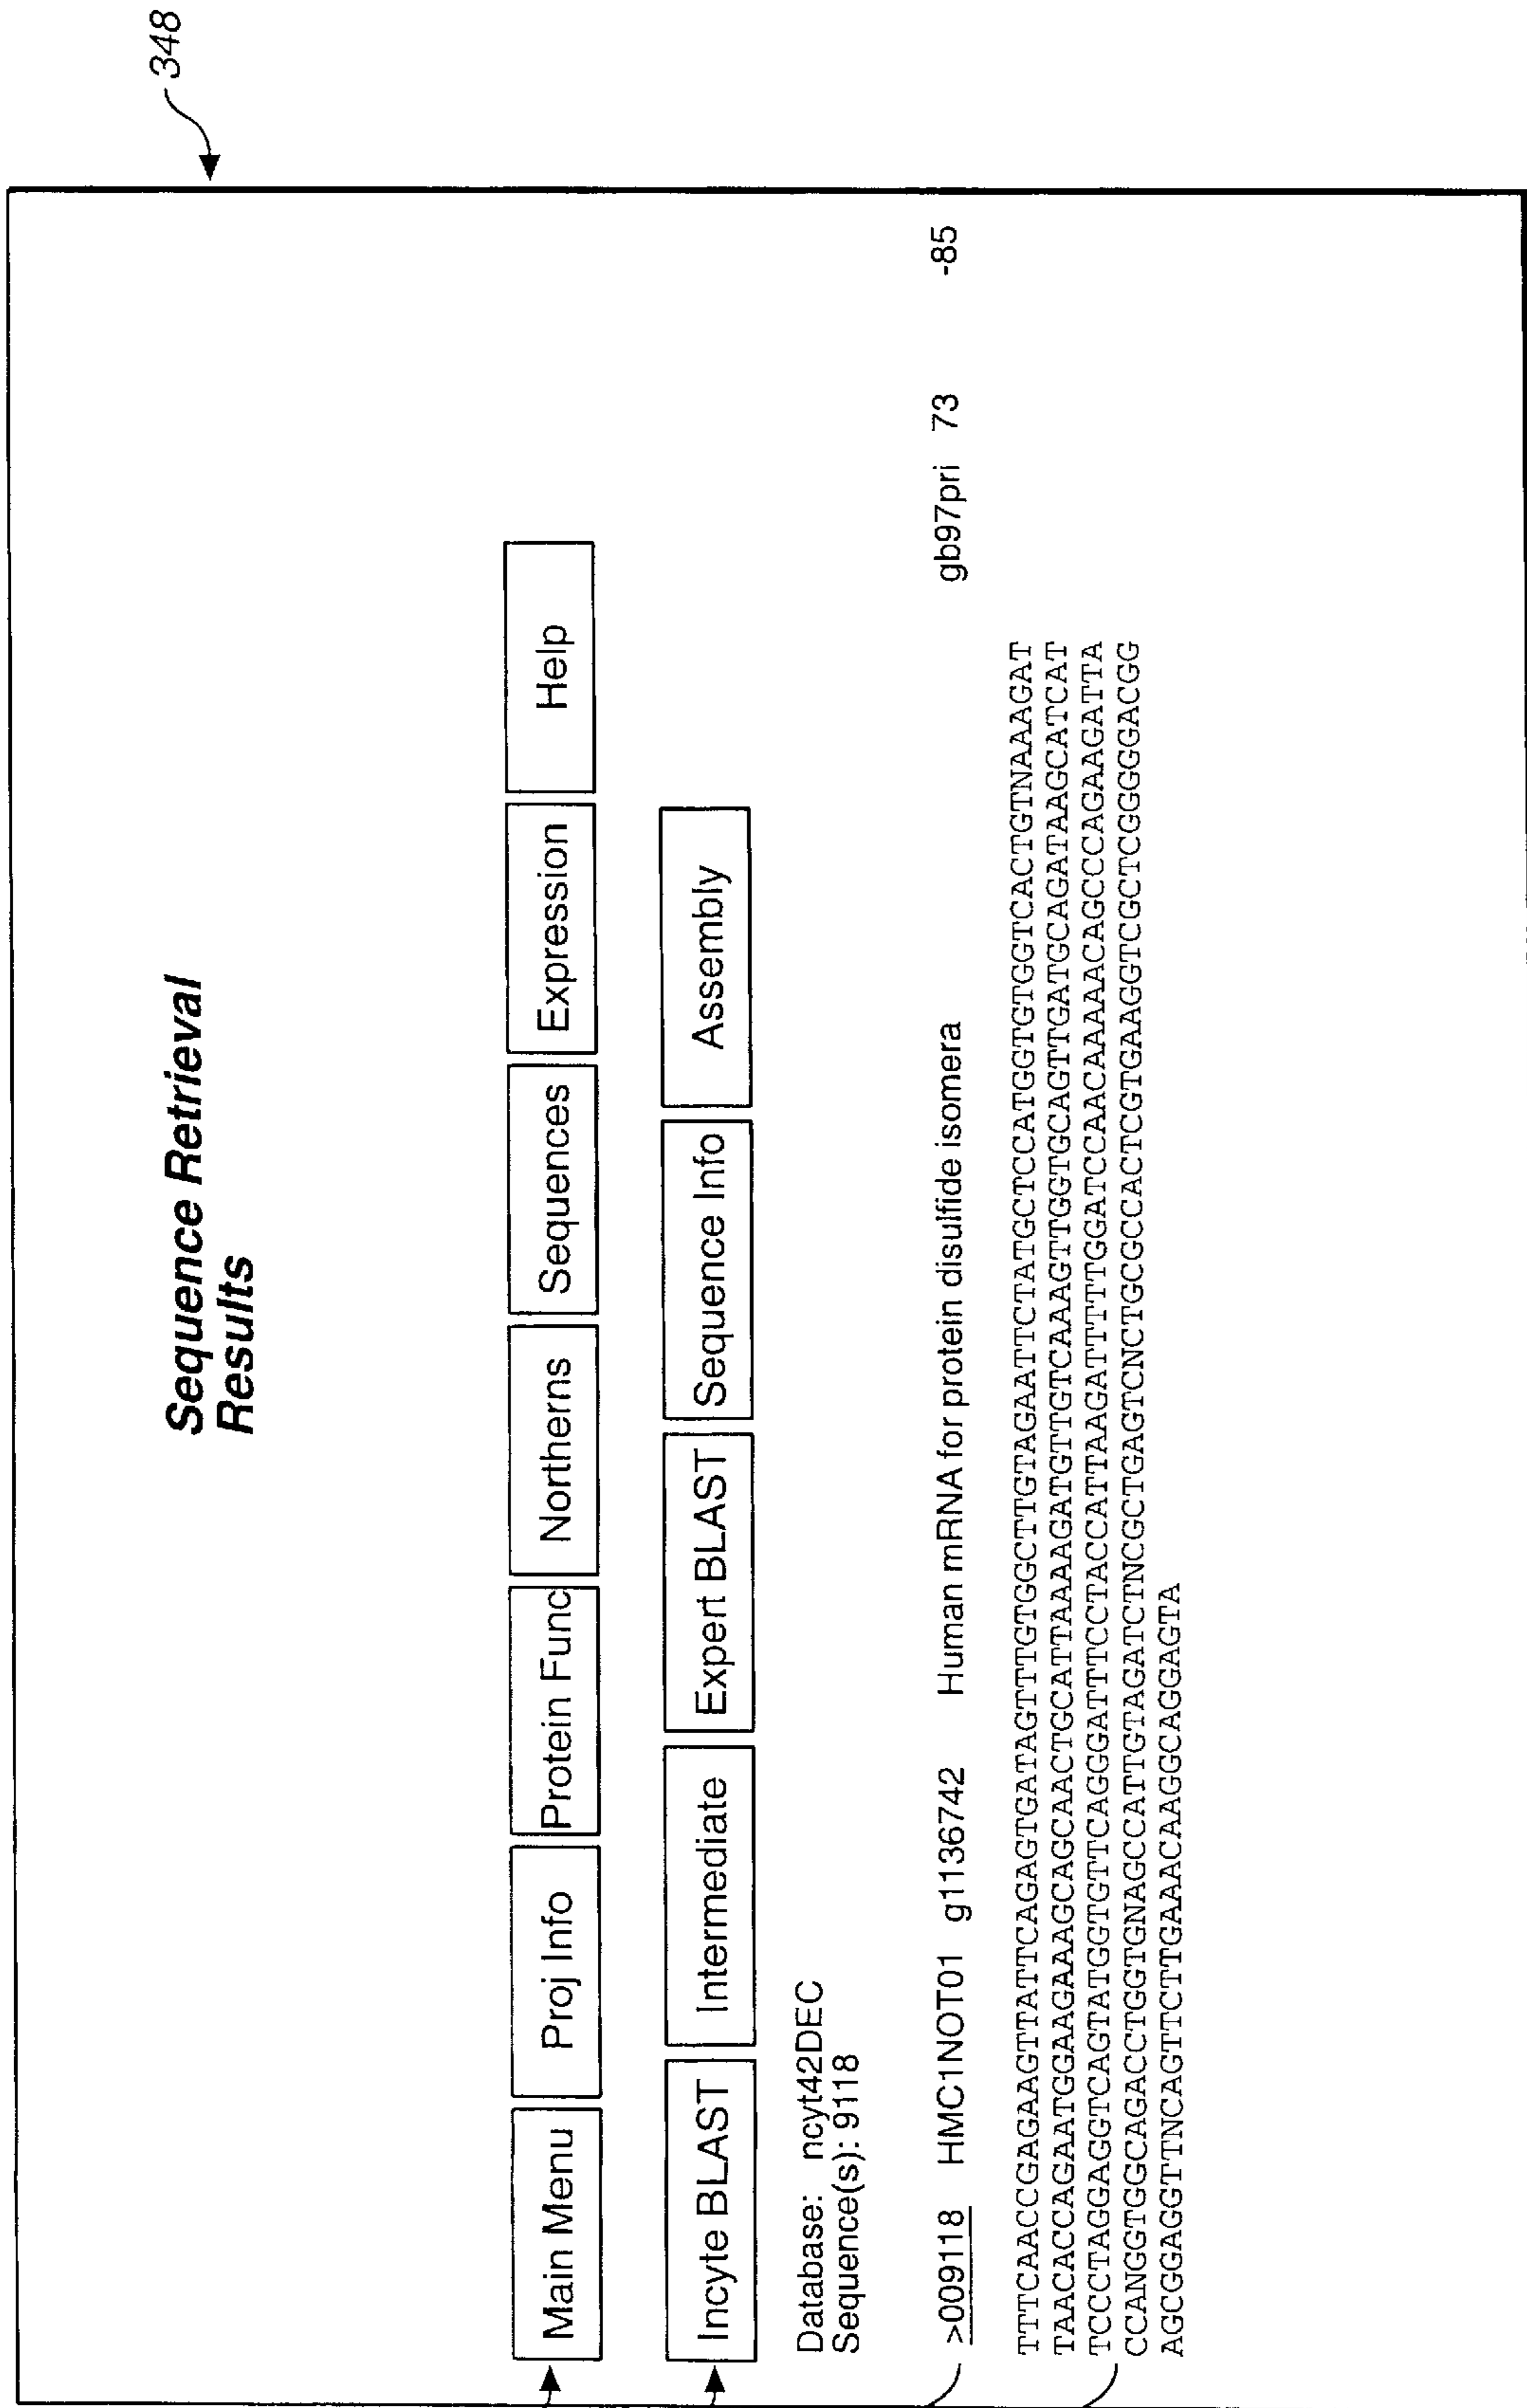 348
Sequence Retrieval
Results
Main Menu Proj Info Protein Func Northerns Sequences Expression Help
Incyte BLAST Intermediate Expert BLAST Sequence Info Assembly
Database: ncyt42DEC
Sequence(s): 9118
>009118 HMC1NOT01 g1136742 Human mRNA for protein disulfide isomera gb97pri 73 -85
TTTCAACCGAGAAGTTATTCAGAGTGATAGTTTGTGGCTTGTAGAATTCTATGCTCCATGGTGTGGTCACTGTNAAAGAT
TAACACCAGAATGGAAGAAAGCAGCAACTGCATTAAAAGATGTTGTCAAAGTTGGTGCAGTTGATGCAGATAAGCATCAT
TCCCTAGGAGGTCAGTATGGTGTTCAGGGATTTCCTACCATTAAGATTTTTGGATCCAACAAAAACAGCCCAGAAGATTA
CCANGGTGGCAGACCTGGTGNAGCCATTGTAGATCTNCGCTGAGTCNCTGCGCCACTCGTGAAGGTCGCTCGGGGGACGG
AGCGGAGGTTNCAGTTCTTGAAACAAGGCAGGAGTA